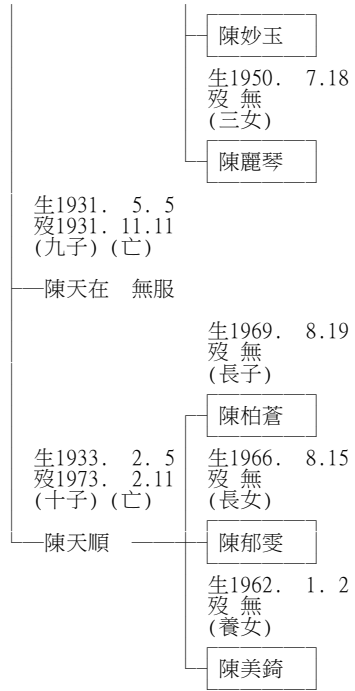 陳妙玉
生1950. 7.18
歿 無
(三女)
陳麗琴
生1931. 5. 5
歿1931. 11.11
(九子) (亡)
陳天在 無服
生1969. 8.19
歿 無
(長子)
陳柏蒼
生1933. 2. 5
歿1973. 2.11
(十子) (亡)
陳天順
生1966. 8.15
歿 無
(長女)
陳郁雯
生1962. 1. 2
歿 無
(養女)
陳美錡